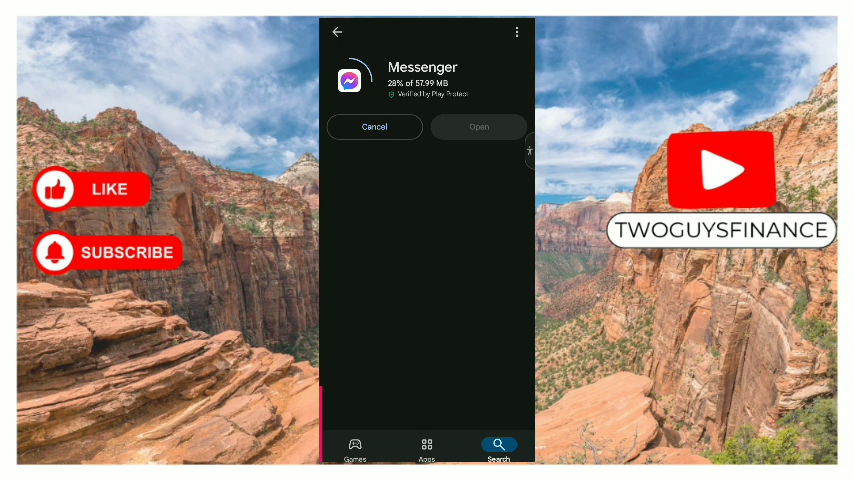 Messenger
28% of 57.99 MB
Verified by Play Protect
Cancel
Open
LIKE
SUBSCRIBE
TWOGUYSFINANCE
Games
Apps
Search